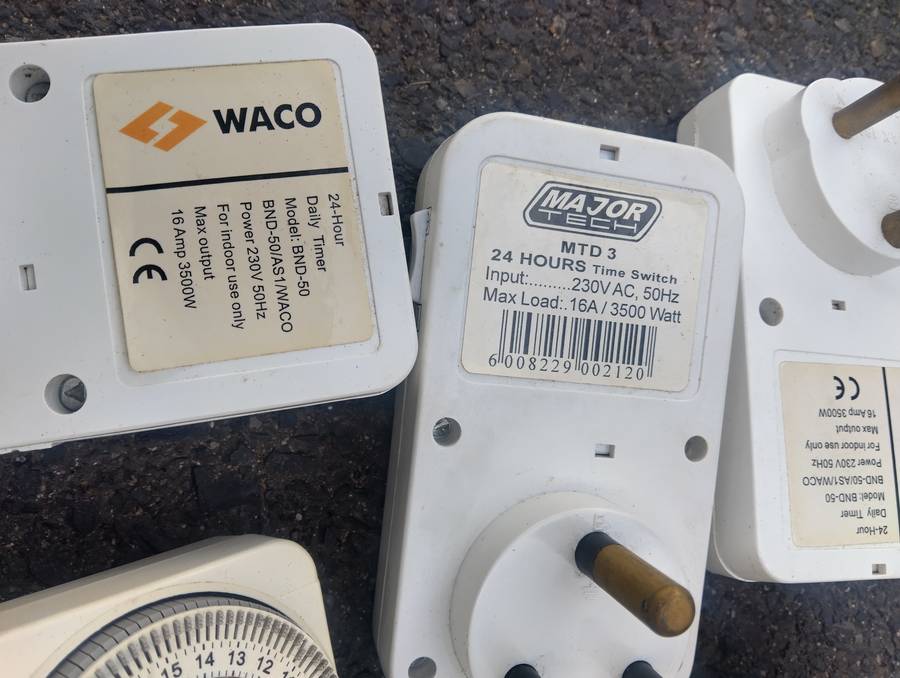 WACO
24-Hour
Daily Timer
Model: BND-50
BND-50/AS1/WACO
Power 230V 50Hz
For indoor use only
Max output
16 Amp 3500W
CE
MAJOR
TECH
MTD 3
24 HOURS Time Switch
Input:.........230V AC, 50Hz
Max Load:.16A / 3500 Watt
6 008229 002120
24-Hour
Daily Timer
Model: BND-50
BND-50/AS1/WACO
Power 230V 50Hz
For indoor use only
Max output
16 Amp 3500W
CE
15 14 13 12